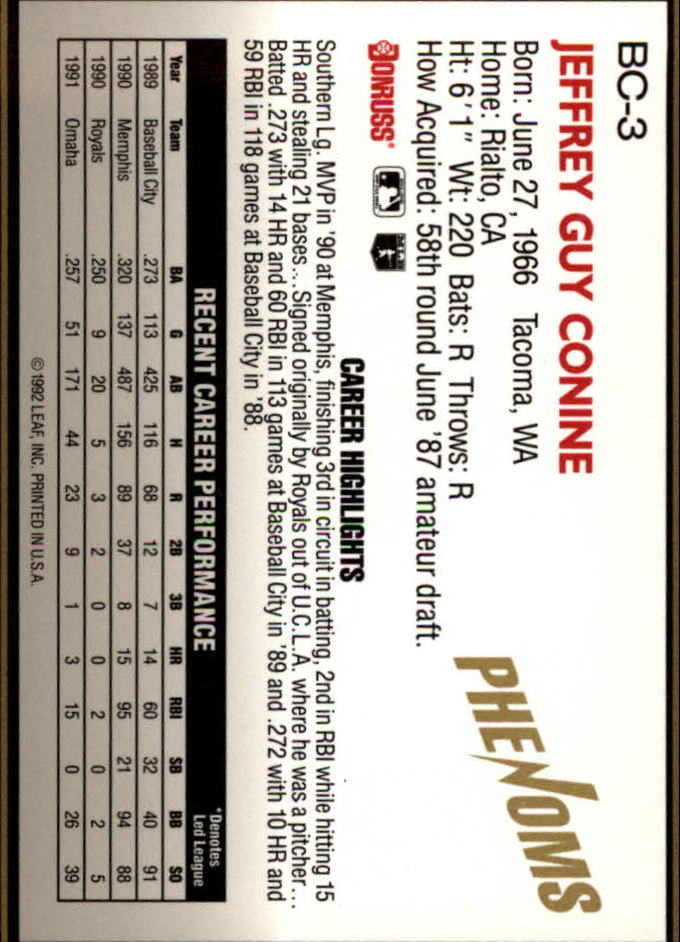 BC-3
JEFFREY GUY CONINE
Born: June 27, 1966 Tacoma, WA
Home: Rialto, CA
Ht: 6'1" Wt: 220 Bats: R Throws: R
How Acquired: 58th round June '87 amateur draft.
PHENOMS
DONRUSS®
CAREER HIGHLIGHTS
Southern Lg. MVP in '90 at Memphis, finishing 3rd in circuit in batting, 2nd in RBI while hitting 15
HR and stealing 21 bases... Signed originally by Royals out of U.C.L.A. where he was a pitcher...
Batted .273 with 14 HR and 60 RBI in 113 games at Baseball City in '89 and .272 with 10 HR and
59 RBI in 118 games at Baseball City in '88.
RECENT CAREER PERFORMANCE
*Denotes
Led League
Year Team BA G AB H R 2B 3B HR RBI SB BB SO
1989 Baseball City .273 113 425 116 68 12 7 14 60 32 40 91
1990 Memphis .320 137 487 156 89 37 8 15 95 21 94 88
1990 Royals .250 9 20 5 3 2 0 0 2 0 2 5
1991 Omaha .257 51 171 44 23 9 1 3 15 0 26 39
© 1992 LEAF, INC. PRINTED IN U.S.A.